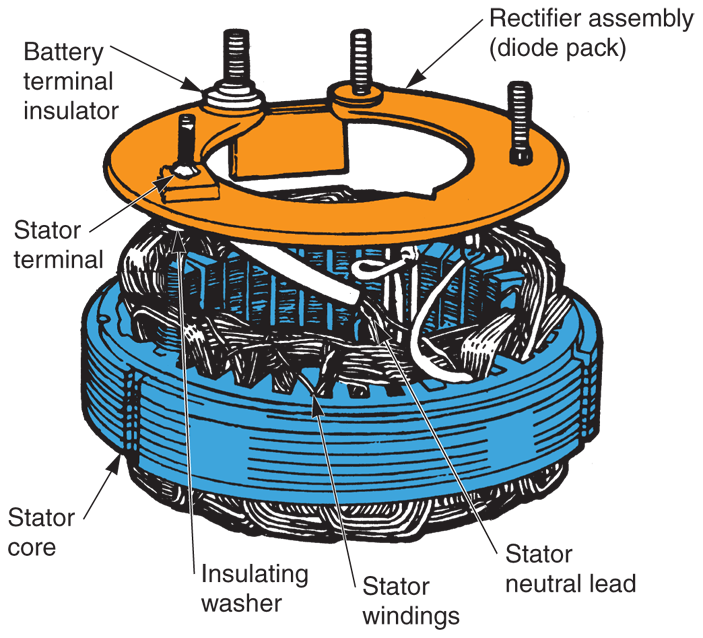 Rectifier assembly
(diode pack)
Battery
terminal
insulator
Stator
terminal
Stator
core
Insulating
washer
Stator
windings
Stator
neutral lead